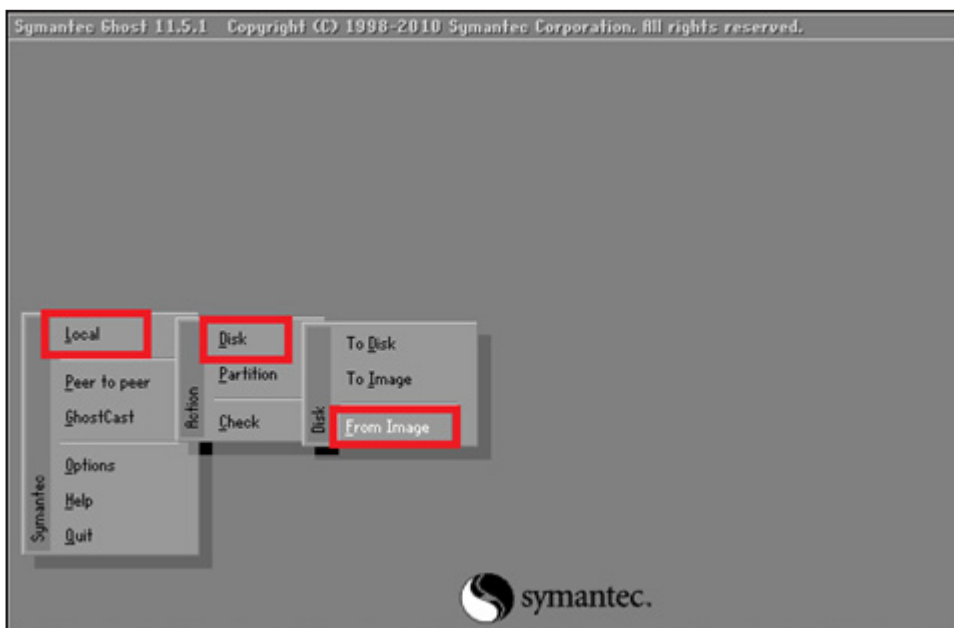 Symantec Ghost 11.5.1 Copyright (C) 1998-2010 Symantec Corporation. All rights reserved.
Local
Peer to peer
GhostCast
Options
Help
Quit
Symantec
Disk
Partition
Check
Action
To Disk
To Image
From Image
Disk
symantec.